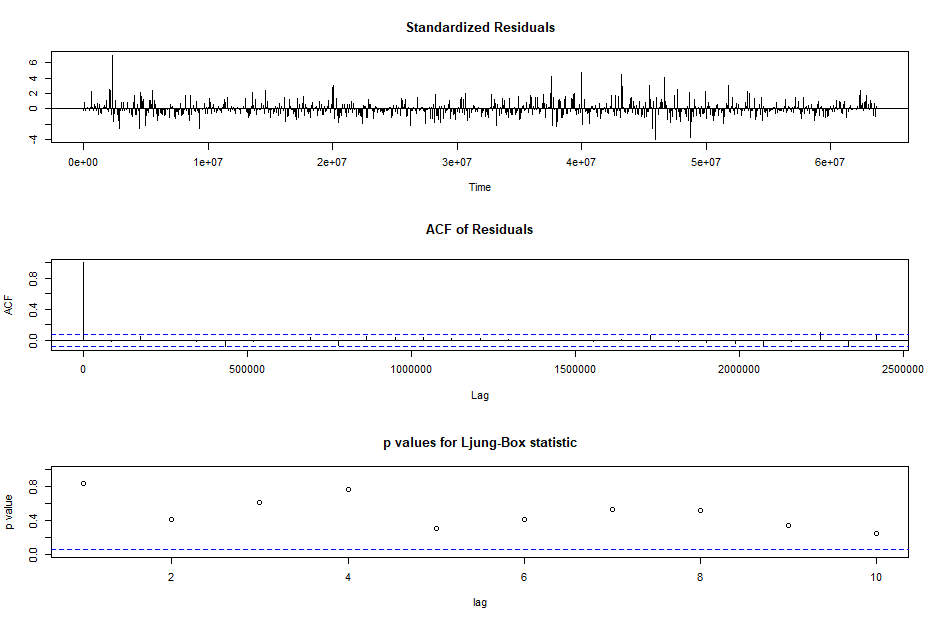 Standardized Residuals
6
4
2
0
-4
0e+00 1e+07 2e+07 3e+07 4e+07 5e+07 6e+07
Time
ACF of Residuals
ACF
0.8
0.4
0.0
0 500000 1000000 1500000 2000000 2500000
Lag
p values for Ljung-Box statistic
p value
0.8
0.4
0.0
2 4 6 8 10
lag